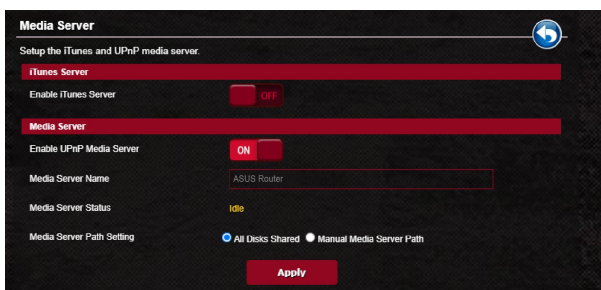 Media Server
Setup the iTunes and UPnP media server.
iTunes Server
Enable iTunes Server OFF
Media Server
Enable UPnP Media Server ON
Media Server Name ASUS Router
Media Server Status Idle
Media Server Path Setting All Disks Shared Manual Media Server Path
Apply